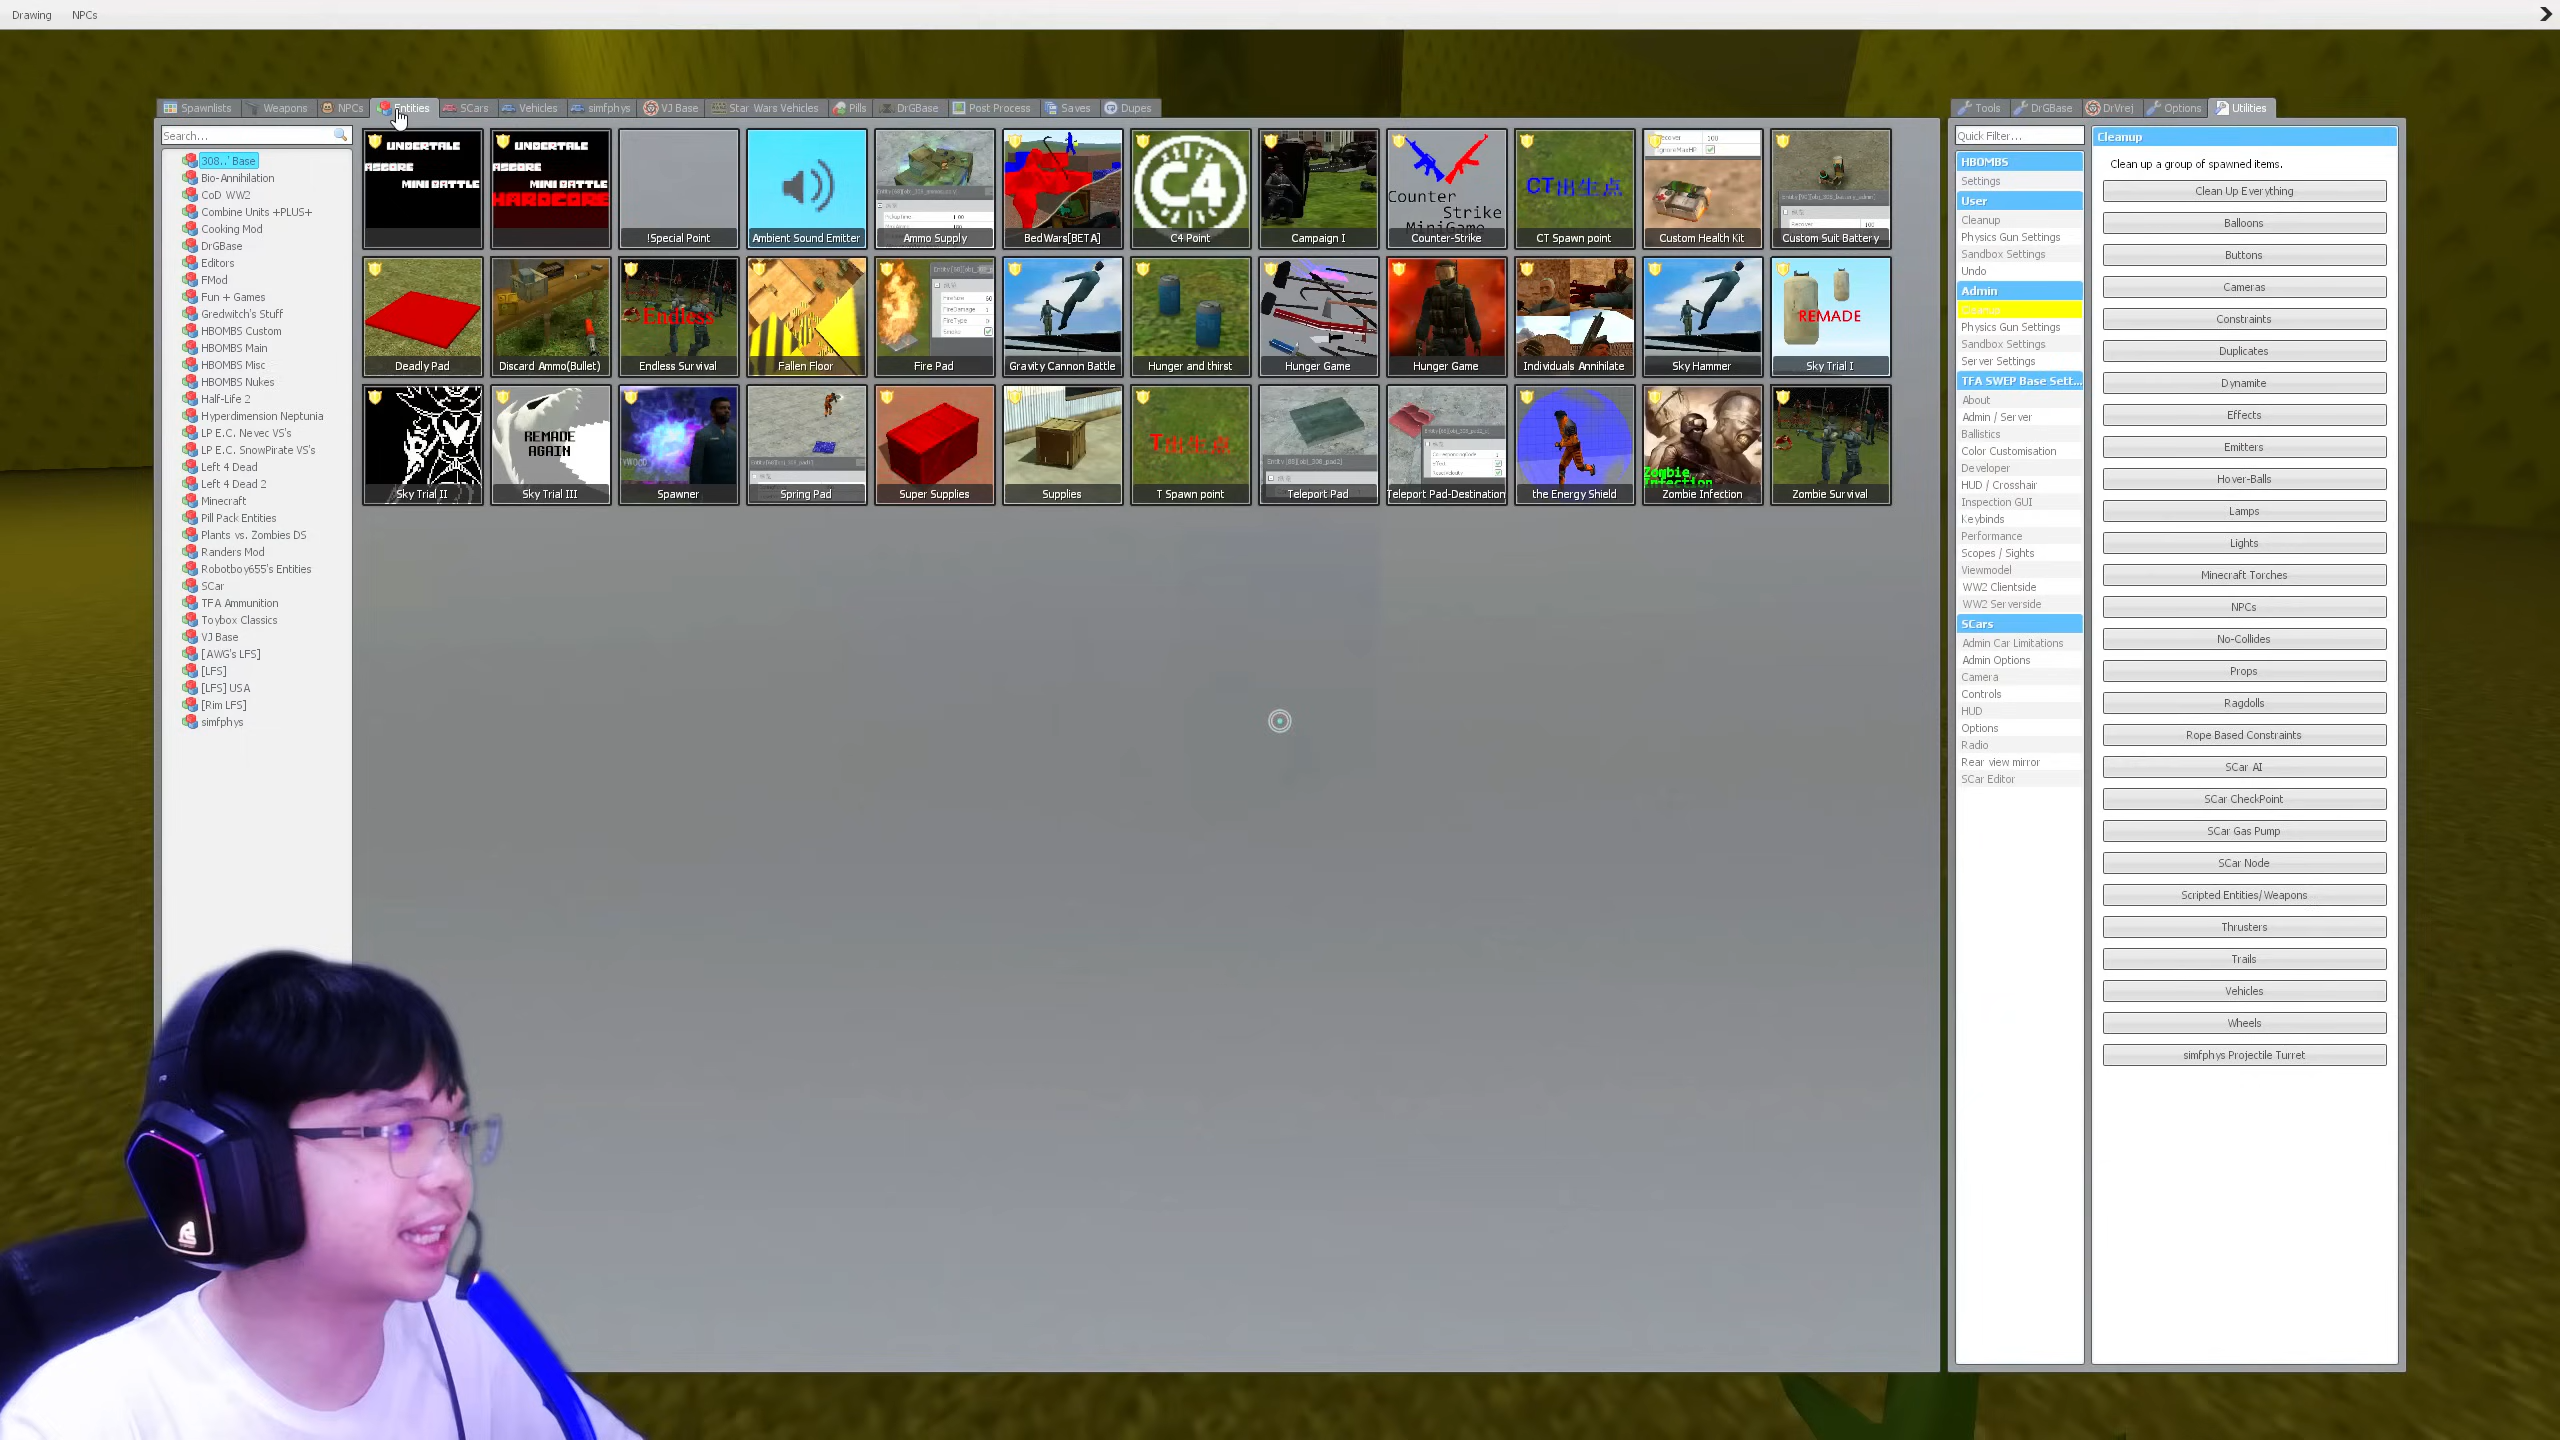 Drawing NPCs
Spawnlists Weapons NPCs Entities SCars Vehicles simfphys VJ Base Star Wars Vehicles Pills DrGBase Post Process Saves Dupes
Search...
308..' Base
Bio-Annihilation
CoD WW2
Combine Units +PLUS+
Cooking Mod
DrGBase
Editors
FMod
Fun + Games
Gredwitch's Stuff
HBOMBS Custom
HBOMBS Main
HBOMBS Misc
HBOMBS Nukes
Half-Life 2
Hyperdimension Neptunia
LP E.C. Nevec VS's
LP E.C. SnowPirate VS's
Left 4 Dead
Left 4 Dead 2
Minecraft
Pill Pack Entities
Plants vs. Zombies DS
Randers Mod
Robotboy655's Entities
SCar
TFA Ammunition
Toybox Classics
VJ Base
[AWG's LFS]
[LFS]
[LFS] USA
[Rim LFS]
simfphys
UNDERTALE
ASGORE
MINI BATTLE
UNDERTALE
ASGORE
MINI BATTLE
HARDCORE
!Special Point
Ambient Sound Emitter
Ammo Supply
BedWars[BETA]
C4
C4 Point
Campaign I
Counter
Strike
MiniGame
Counter-Strike
CT出生点
CT Spawn point
Custom Health Kit
Custom Suit Battery
Deadly Pad
Discard Ammo(Bullet)
Endless
Endless Survival
Fallen Floor
Fire Pad
Gravity Cannon Battle
Hunger and thirst
Hunger Game
Hunger Game
Individuals Annihilate
Sky Hammer
REMADE
Sky Trial I
Sky Trial II
REMADE
AGAIN
Sky Trial III
Spawner
Spring Pad
Super Supplies
Supplies
T出生点
T Spawn point
Teleport Pad
Teleport Pad-Destination
the Energy Shield
Zombie
Infection
Zombie Infection
Zombie Survival
Tools DrGBase DrVrej Options Utilities
Quick Filter...
HBOMBS
Settings
User
Cleanup
Physics Gun Settings
Sandbox Settings
Undo
Admin
Cleanup
Physics Gun Settings
Sandbox Settings
Server Settings
TFA SWEP Base Sett...
About
Admin / Server
Ballistics
Color Customisation
Developer
HUD / Crosshair
Inspection GUI
Keybinds
Performance
Scopes / Sights
Viewmodel
WW2 Clientside
WW2 Serverside
SCars
Admin Car Limitations
Admin Options
Camera
Controls
HUD
Options
Radio
Rear view mirror
SCar Editor
Cleanup
Clean up a group of spawned items.
Clean Up Everything
Balloons
Buttons
Cameras
Constraints
Duplicates
Dynamite
Effects
Emitters
Hover-Balls
Lamps
Lights
Minecraft Torches
NPCs
No-Collides
Props
Ragdolls
Rope Based Constraints
SCar AI
SCar CheckPoint
SCar Gas Pump
SCar Node
Scripted Entities/Weapons
Thrusters
Trails
Vehicles
Wheels
simfphys Projectile Turret